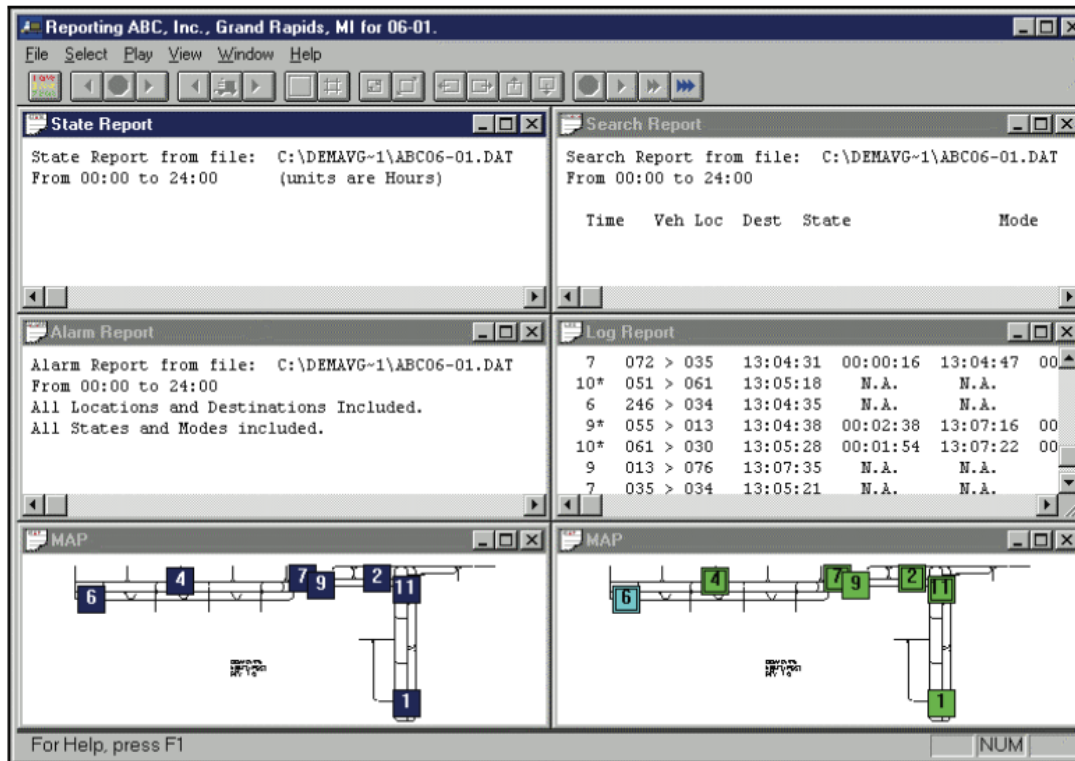 Reporting ABC, Inc., Grand Rapids, MI for 06-01.
File Select Play View Window Help
State Report
State Report from file: C:\DEMAVG~1\ABC06-01.DAT
From 00:00 to 24:00 (units are Hours)
Search Report
Search Report from file: C:\DEMAVG~1\ABC06-01.DAT
From 00:00 to 24:00
Time Veh Loc Dest State Mode
Alarm Report
Alarm Report from file: C:\DEMAVG~1\ABC06-01.DAT
From 00:00 to 24:00
All Locations and Destinations Included.
All States and Modes included.
Log Report
7 072 > 035 13:04:31 00:00:16 13:04:47 00
10* 051 > 061 13:05:18 N.A. N.A.
6 246 > 034 13:04:35 N.A. N.A.
9* 055 > 013 13:04:38 00:02:38 13:07:16 00
10* 061 > 030 13:05:28 00:01:54 13:07:22 00
9 013 > 076 13:07:35 N.A. N.A.
7 035 > 034 13:05:21 N.A. N.A.
MAP
6 4 7 9 2 11
1
MAP
6 4 7 9 2 11
1
For Help, press F1
NUM